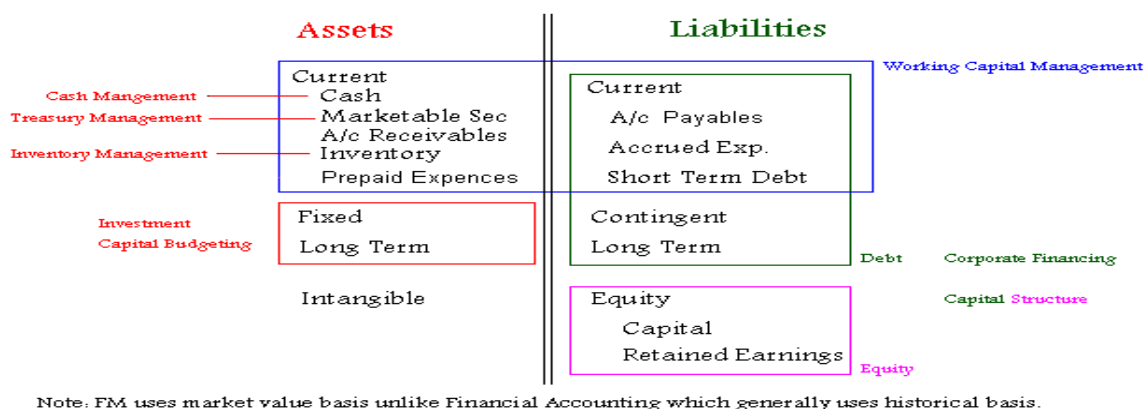 Assets
Liabilities
Working Capital Management
Current
Cash Mangement
Cash
Treasury Management
Marketable Sec
A/c Receivables
Inventory Management
Inventory
Prepaid Expences
Current
A/c Payables
Accrued Exp.
Short Term Debt
Investment
Capital Budgeting
Fixed
Long Term
Contingent
Long Term
Debt
Corporate Financing
Intangible
Equity
Capital
Retained Earnings
Equity
Capital Structure
Note: FM uses market value basis unlike Financial Accounting which generally uses historical basis.